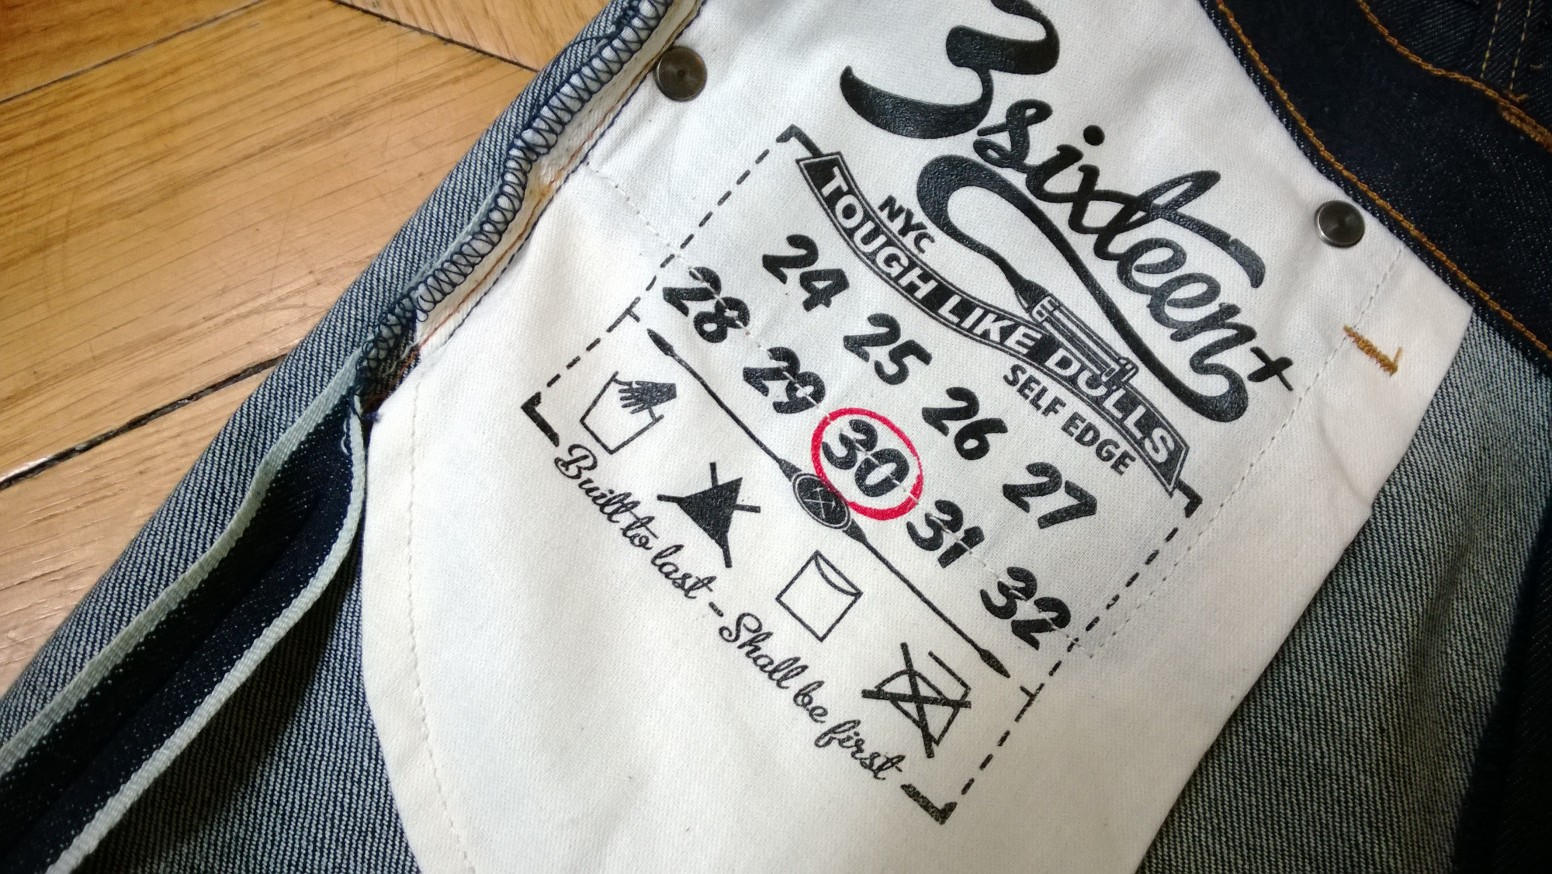 3sixteen+
NYC
TOUGH LIKE DULLS
SELF EDGE
24 25 26 27
28 29 30 31 32
Built to last - Shall be first